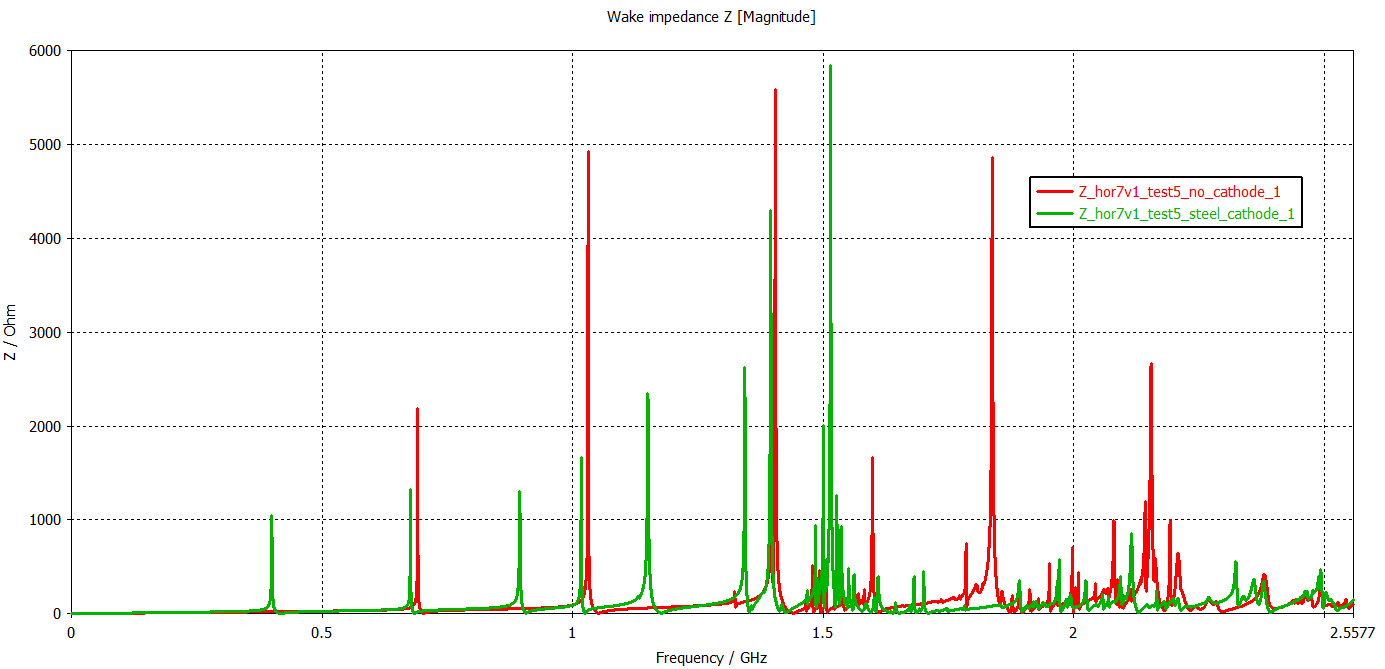 Wake impedance Z [Magnitude]
6000
5000
4000
3000
2000
1000
0
Z / Ohm
Z_hor7v1_test5_no_cathode_1
Z_hor7v1_test5_steel_cathode_1
0 0.5 1 1.5 2 2.5577
Frequency / GHz